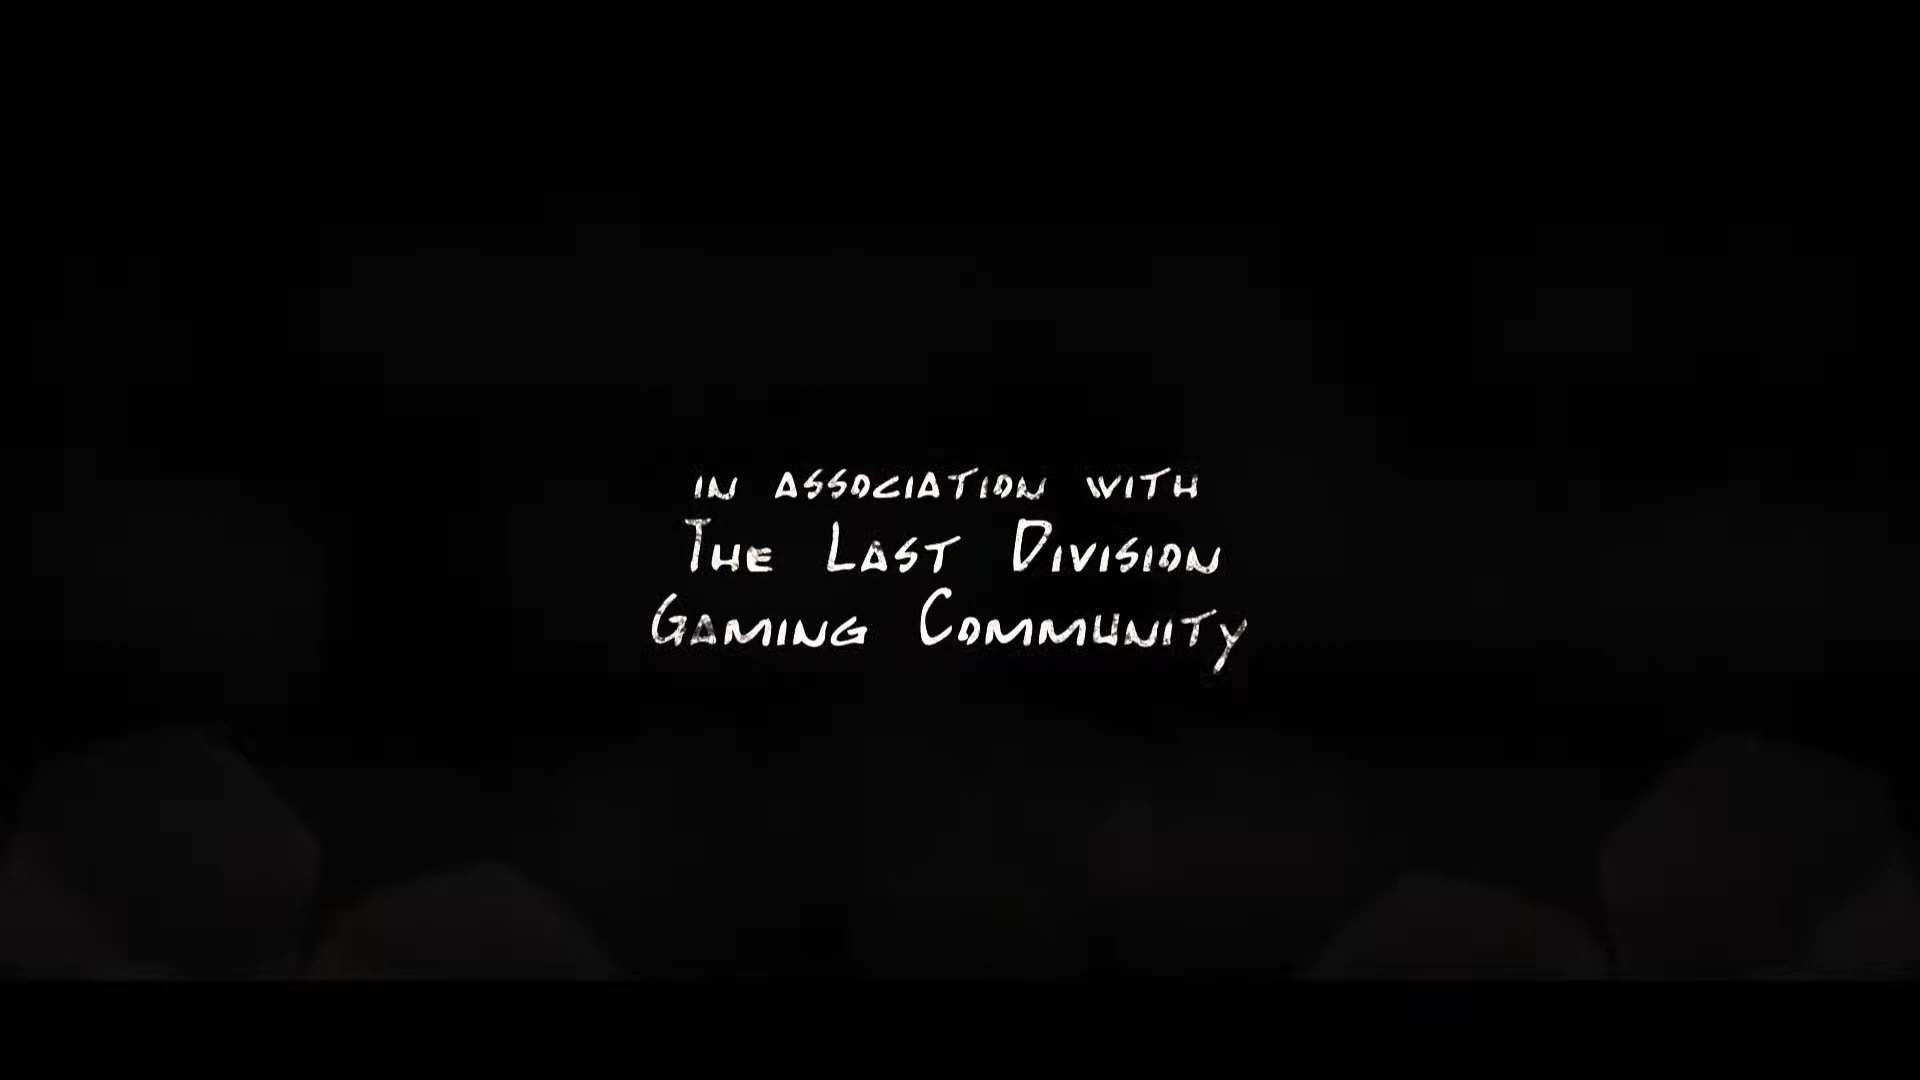 in association with
The Last Division
Gaming Community